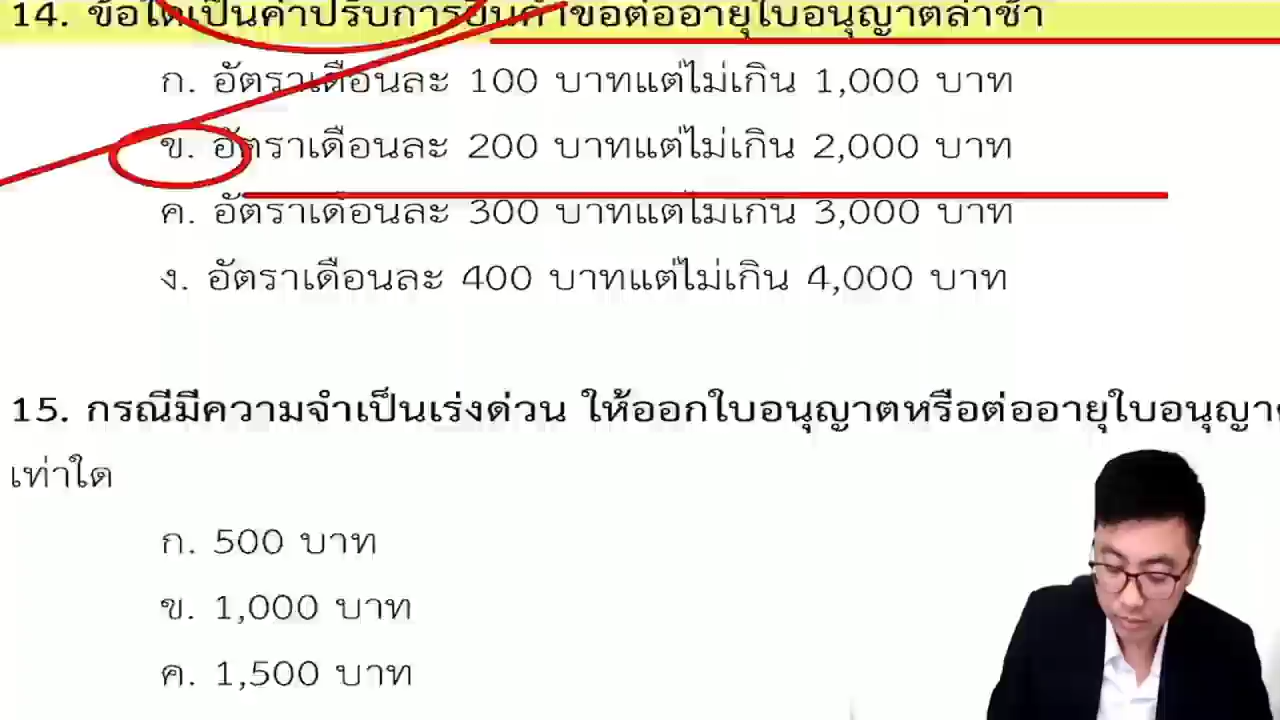 14. ข้อใดเป็นค่าปรับการยื่นคำขอต่ออายุใบอนุญาตล่าช้า
ก. อัตราเดือนละ 100 บาทแต่ไม่เกิน 1,000 บาท
ข. อัตราเดือนละ 200 บาทแต่ไม่เกิน 2,000 บาท
ค. อัตราเดือนละ 300 บาทแต่ไม่เกิน 3,000 บาท
ง. อัตราเดือนละ 400 บาทแต่ไม่เกิน 4,000 บาท
15. กรณีมีความจำเป็นเร่งด่วน ให้ออกใบอนุญาตหรือต่ออายุใบอนุญาต
เท่าใด
ก. 500 บาท
ข. 1,000 บาท
ค. 1,500 บาท